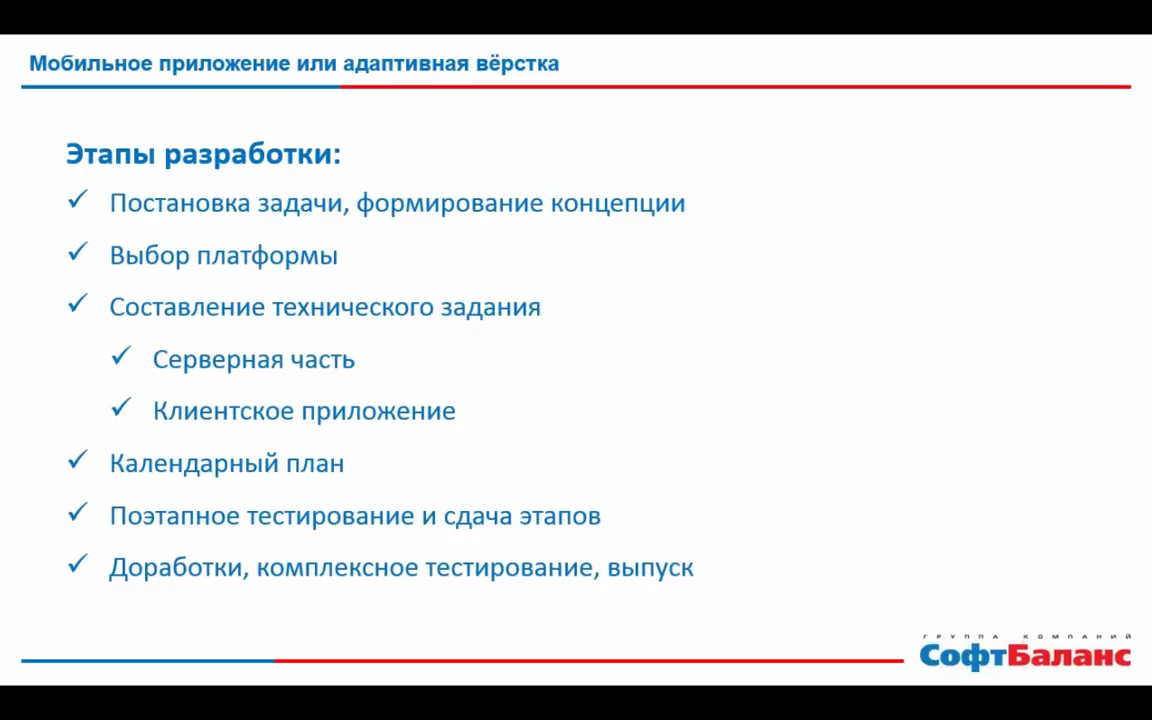 Мобильное приложение или адаптивная вёрстка
Этапы разработки:
Постановка задачи, формирование концепции
Выбор платформы
Составление технического задания
Серверная часть
Клиентское приложение
Календарный план
Поэтапное тестирование и сдача этапов
Доработки, комплексное тестирование, выпуск
ГРУППА КОМПАНИЙ
СофтБаланс